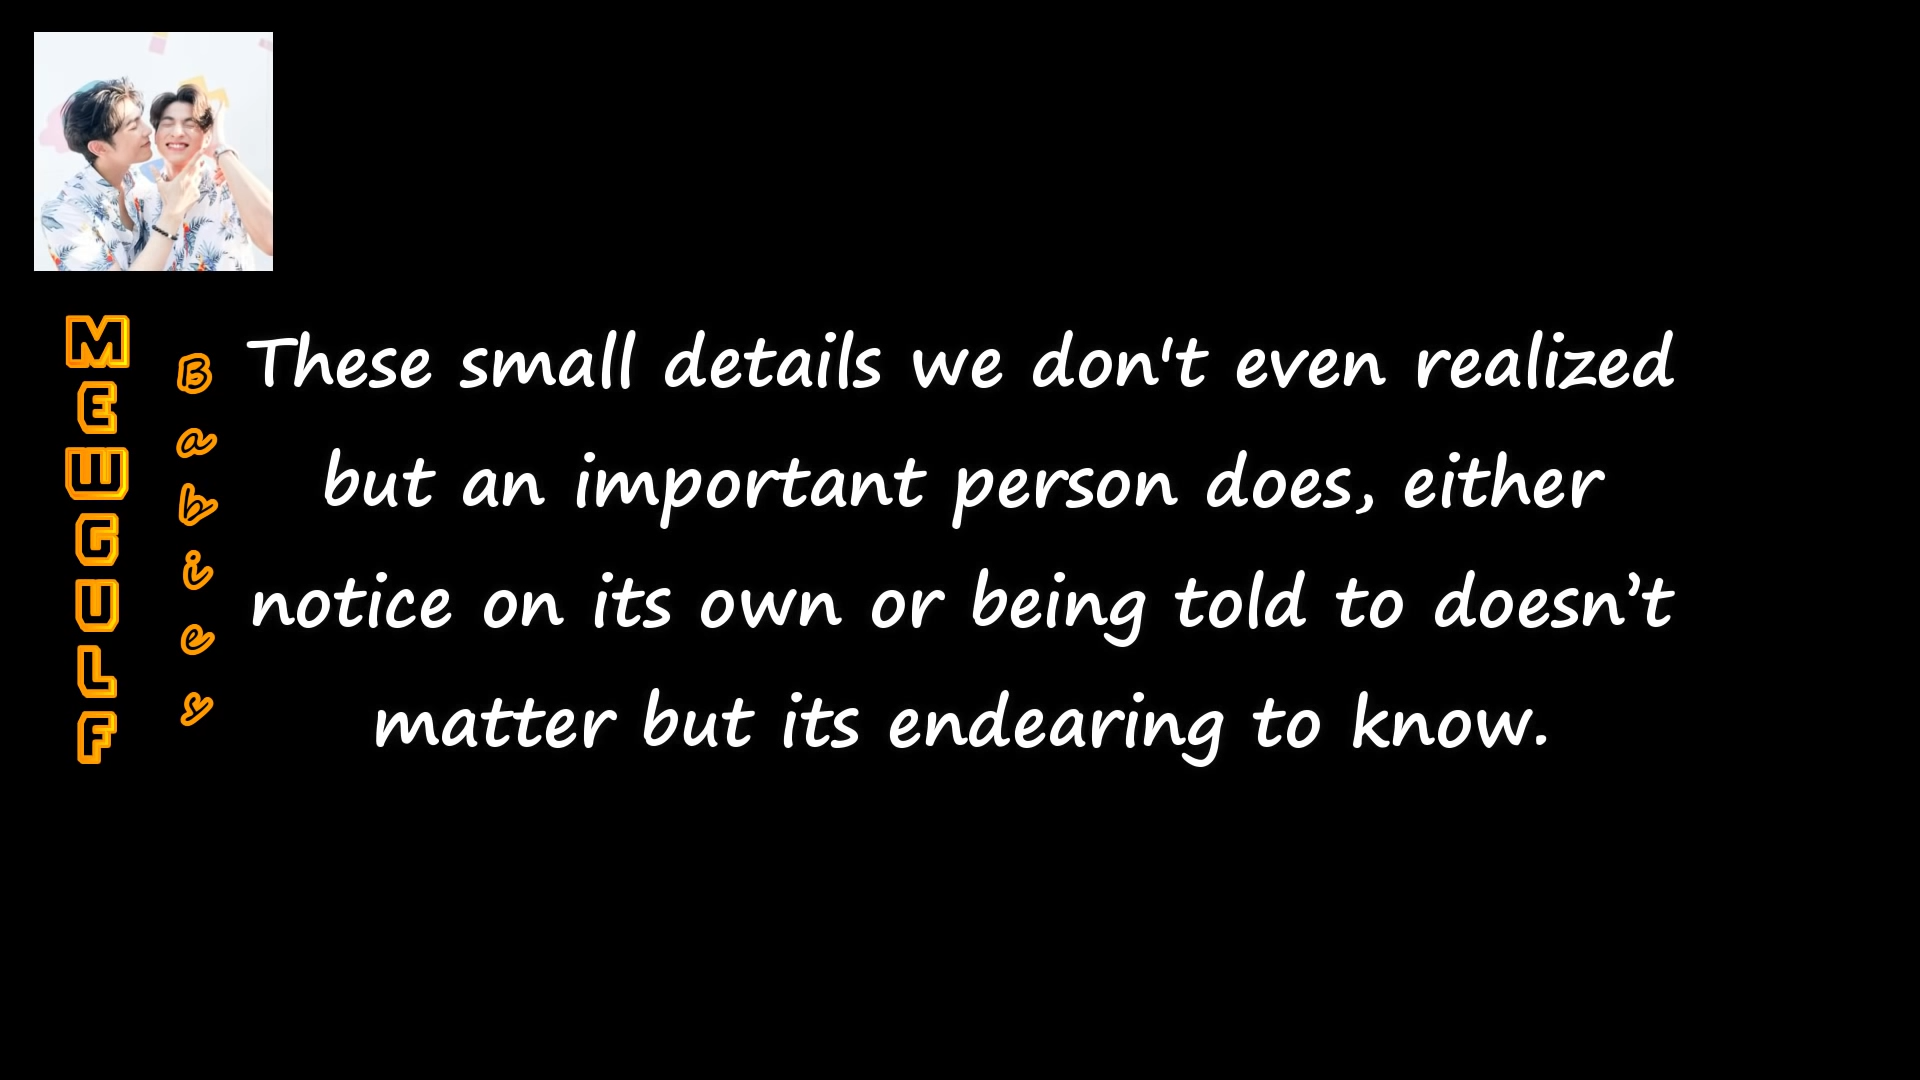 MEWGULF
Babies
These small details we don't even realized
but an important person does, either
notice on its own or being told to doesn’t
matter but its endearing to know.